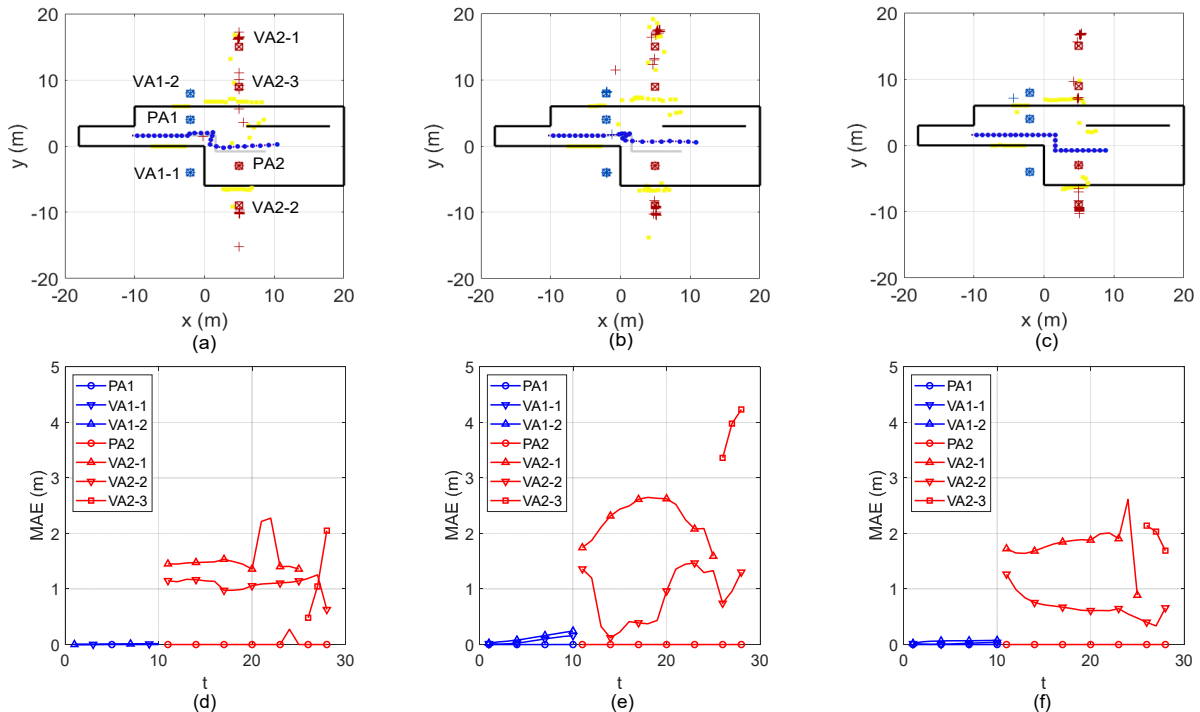 20
10
0
-10
-20
-20 -10 0 10 20
y (m)
x (m)
VA2-1
VA1-2
VA2-3
PA1
PA2
VA1-1
VA2-2
(a)
20
10
0
-10
-20
-20 -10 0 10 20
y (m)
x (m)
(b)
20
10
0
-10
-20
-20 -10 0 10 20
y (m)
x (m)
(c)
5
4
3
2
1
0
0 10 20 30
MAE (m)
t
PA1
VA1-1
VA1-2
PA2
VA2-1
VA2-2
VA2-3
(d)
5
4
3
2
1
0
0 10 20 30
MAE (m)
t
PA1
VA1-1
VA1-2
PA2
VA2-1
VA2-2
VA2-3
(e)
5
4
3
2
1
0
0 10 20 30
MAE (m)
t
PA1
VA1-1
VA1-2
PA2
VA2-1
VA2-2
VA2-3
(f)